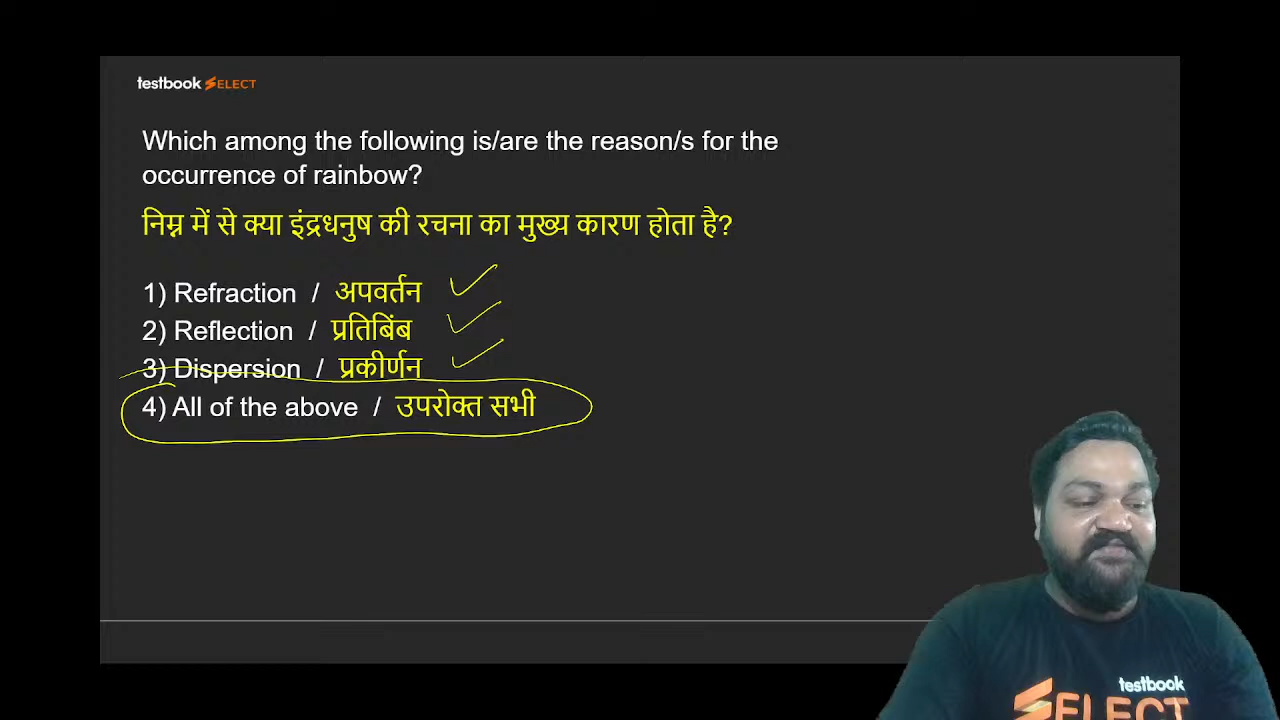 testbook SELECT
Which among the following is/are the reason/s for the
occurrence of rainbow?
निम्न में से क्या इंद्रधनुष की रचना का मुख्य कारण होता है?
1) Refraction / अपवर्तन
2) Reflection / प्रतिबिंब
3) Dispersion / प्रकीर्णन
4) All of the above / उपरोक्त सभी
testbook
SELECT